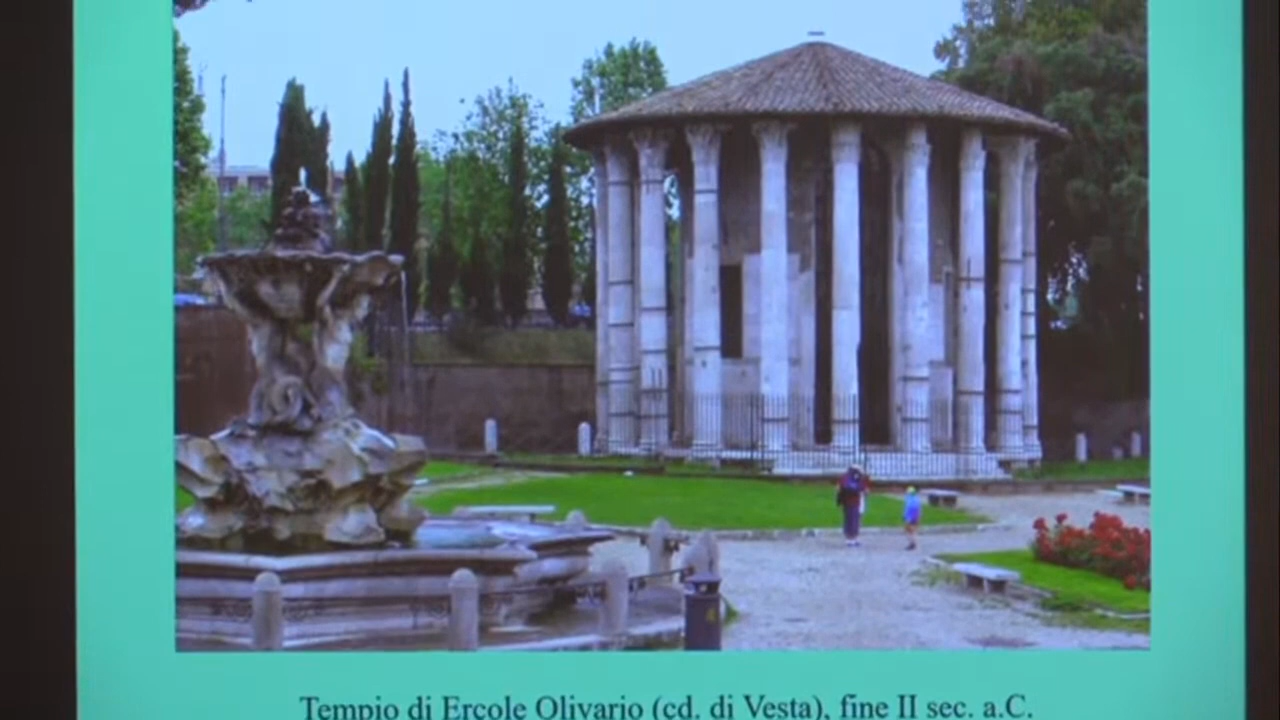 Tempio di Ercole Olivario (cd. di Vesta), fine II sec. a.C.